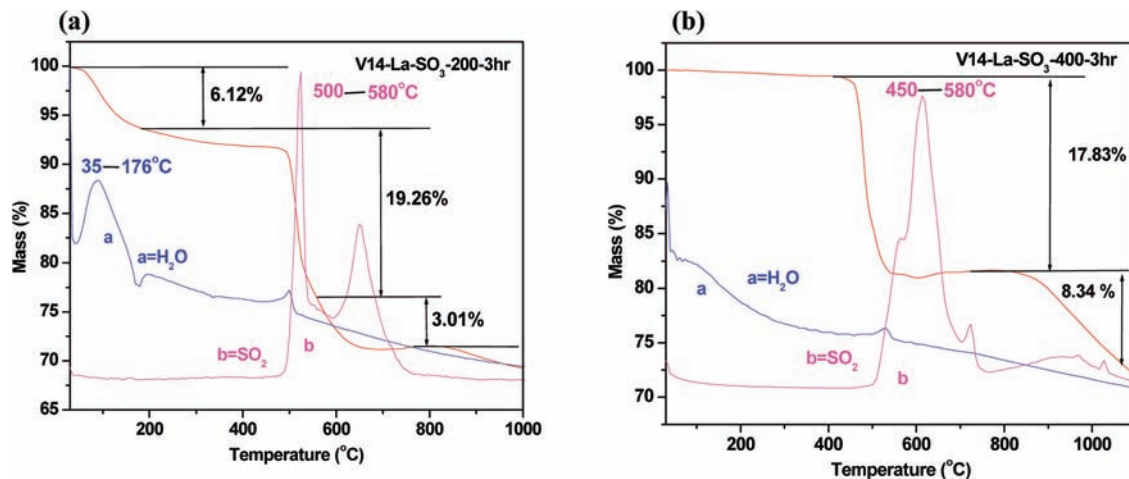 (a)
V14-La-SO3-200-3hr
100
95
90
85
80
75
70
65
Mass (%)
6.12%
500—580°C
35—176°C
19.26%
a
a=H2O
3.01%
b=SO2
b
200
400
600
800
1000
Temperature (°C)
(b)
V14-La-SO3-400-3hr
100
95
90
85
80
75
70
Mass (%)
450—580°C
17.83%
a=H2O
a
8.34 %
b=SO2
b
200
400
600
800
1000
Temperature (°C)